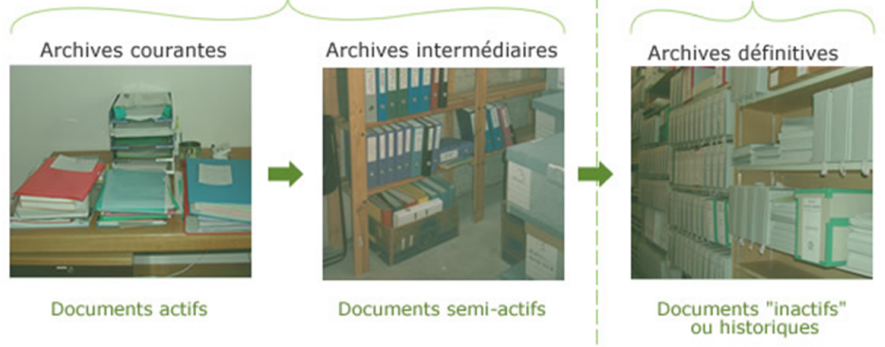 Archives courantes
Archives intermédiaires
Archives définitives
Documents actifs
Documents semi-actifs
Documents "inactifs"
ou historiques